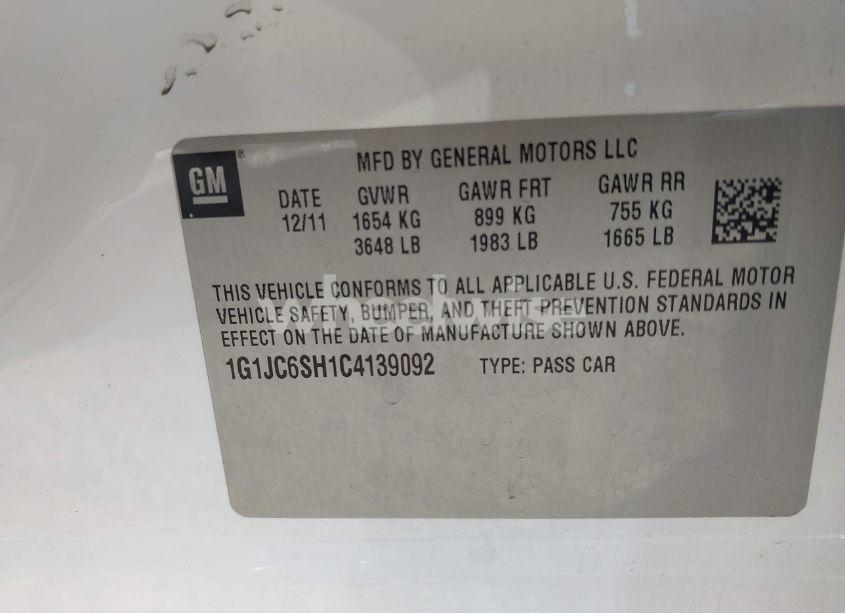 GM
MFD BY GENERAL MOTORS LLC
DATE GVWR GAWR FRT GAWR RR
12/11 1654 KG 899 KG 755 KG
3648 LB 1983 LB 1665 LB
THIS VEHICLE CONFORMS TO ALL APPLICABLE U.S. FEDERAL MOTOR
VEHICLE SAFETY, BUMPER, AND THEFT PREVENTION STANDARDS IN
EFFECT ON THE DATE OF MANUFACTURE SHOWN ABOVE.
1G1JC6SH1C4139092 TYPE: PASS CAR